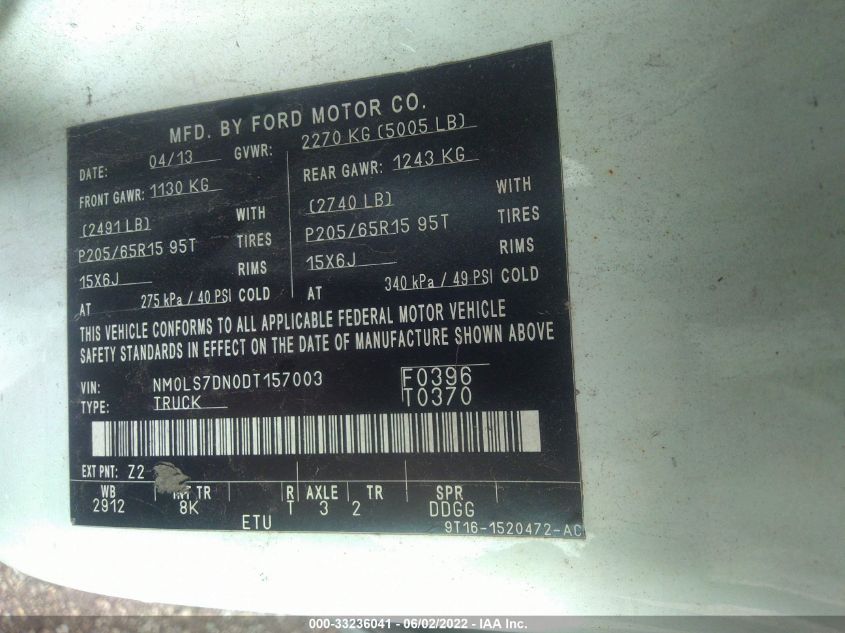 MFD. BY FORD MOTOR CO.
DATE: 04/13 GVWR: 2270 KG (5005 LB)
FRONT GAWR: 1130 KG REAR GAWR: 1243 KG
(2491 LB) WITH (2740 LB) WITH
P205/65R15 95T TIRES P205/65R15 95T TIRES
15X6J RIMS 15X6J RIMS
AT 275 kPa / 40 PSI COLD AT 340 kPa / 49 PSI COLD
THIS VEHICLE CONFORMS TO ALL APPLICABLE FEDERAL MOTOR VEHICLE
SAFETY STANDARDS IN EFFECT ON THE DATE OF MANUFACTURE SHOWN ABOVE
VIN: NM0LS7DN0DT157003 F0396
TYPE: TRUCK T0370
EXT PNT: Z2
WB INT TR R AXLE TR SPR
2912 8K T 3 2 DDGG
ETU 9T16-1520472-AC
000-33236041 - 06/02/2022 - IAA Inc.